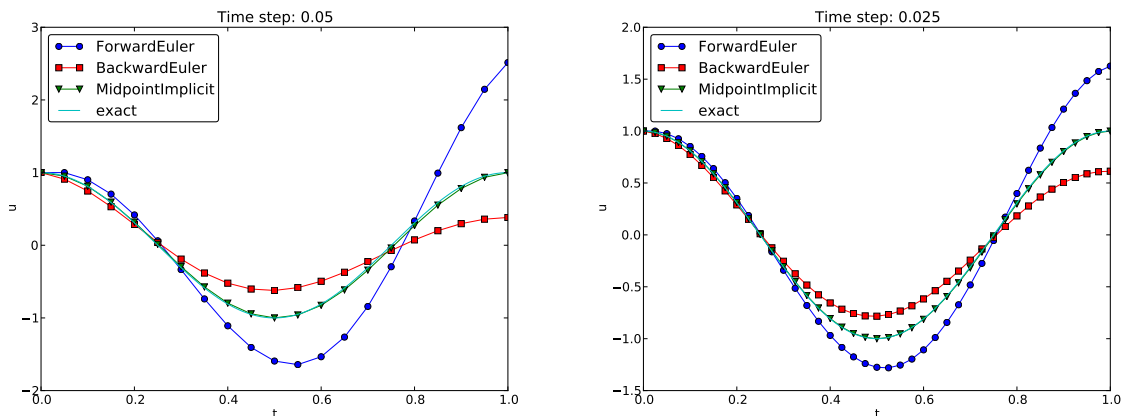 Time step: 0.05
3
2
1
0
−1
−2
u
ForwardEuler
BackwardEuler
MidpointImplicit
exact
0.0
0.2
0.4
0.6
0.8
1.0
t
Time step: 0.025
2.0
1.5
1.0
0.5
0.0
−0.5
−1.0
−1.5
u
ForwardEuler
BackwardEuler
MidpointImplicit
exact
0.0
0.2
0.4
0.6
0.8
1.0
t